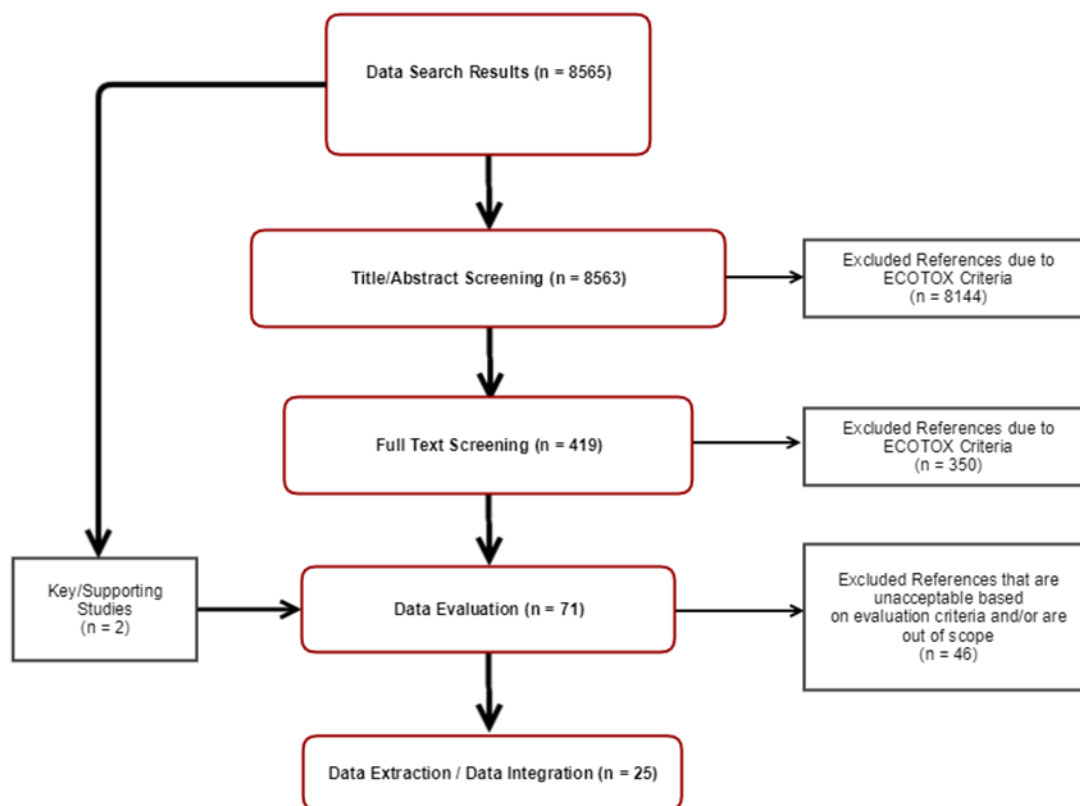 Data Search Results (n = 8565)
Title/Abstract Screening (n = 8563)
Excluded References due to
ECOTOX Criteria
(n = 8144)
Full Text Screening (n = 419)
Excluded References due to
ECOTOX Criteria
(n = 350)
Key/Supporting
Studies
(n = 2)
Data Evaluation (n = 71)
Excluded References that are
unacceptable based
on evaluation criteria and/or are
out of scope
(n = 46)
Data Extraction / Data Integration (n = 25)